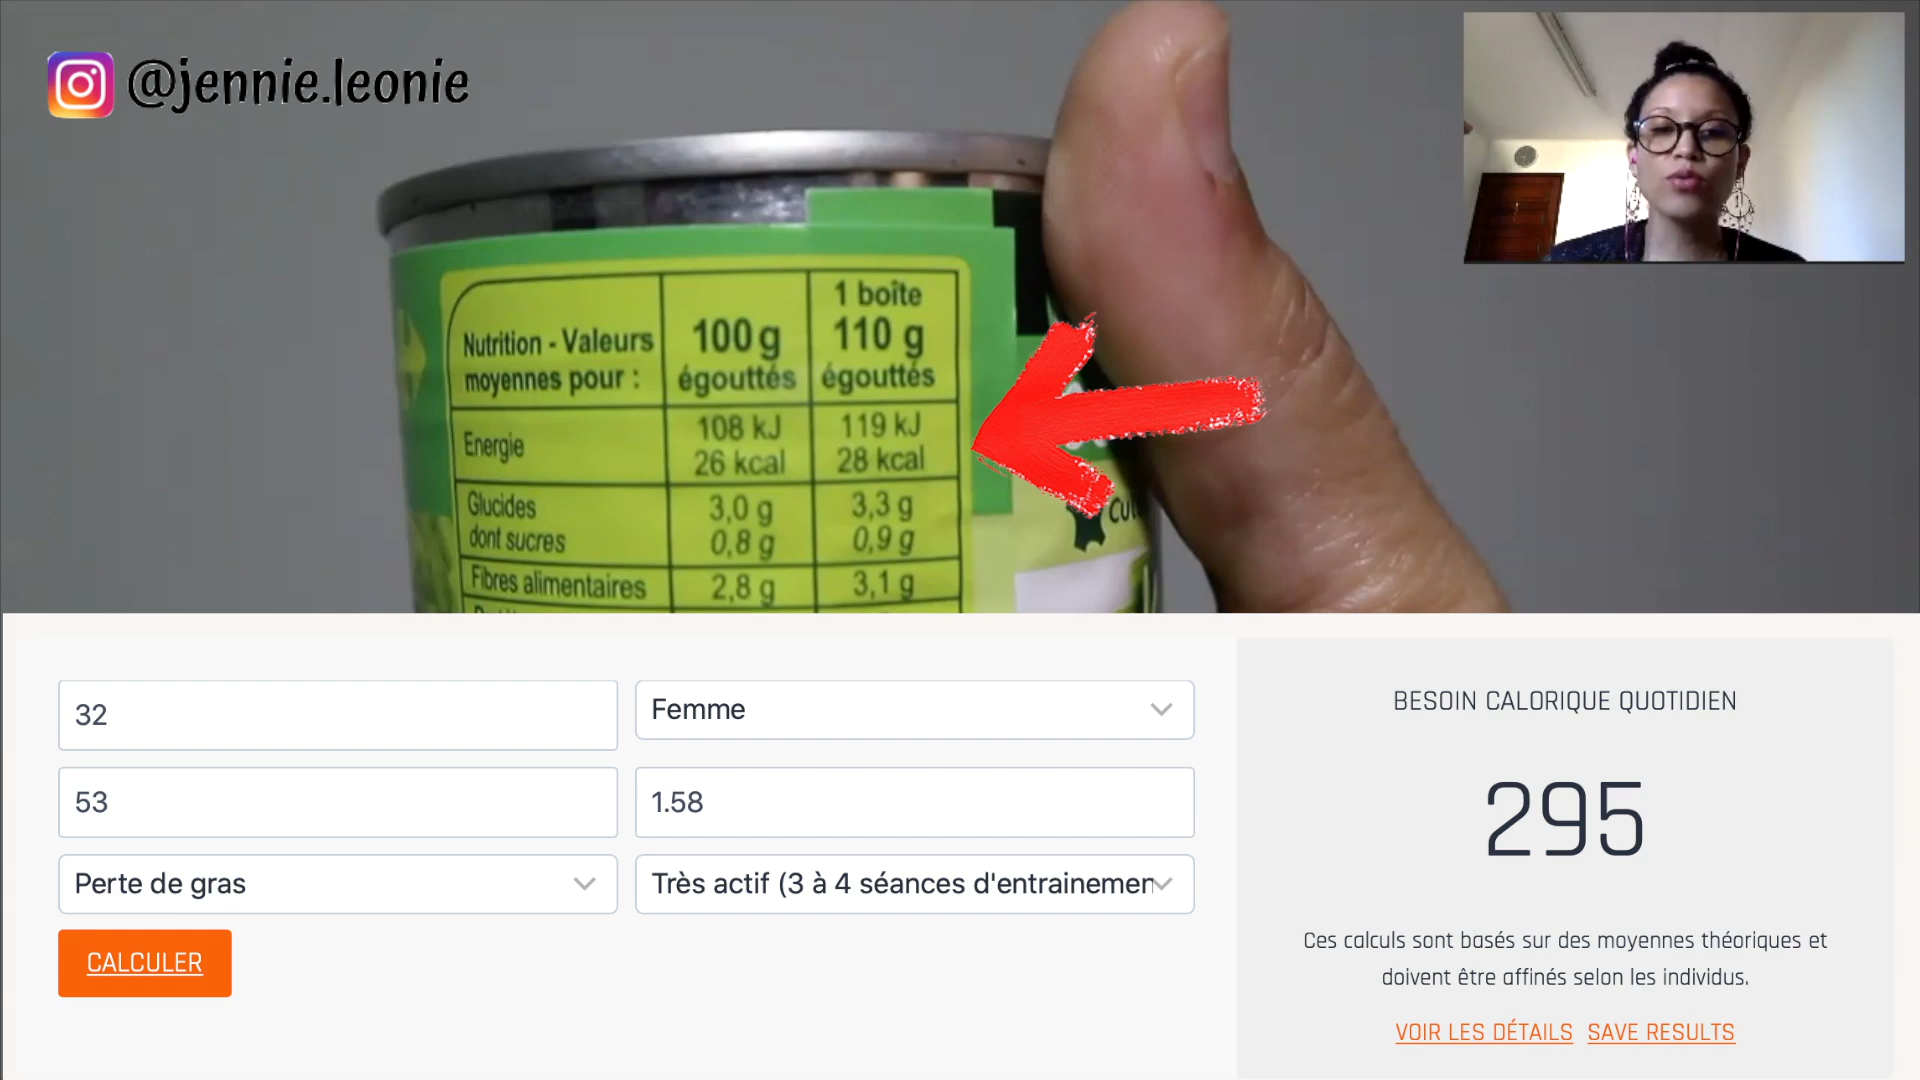 @jennie.leonie
Nutrition - Valeurs
moyennes pour :
100 g
égouttés
1 boîte
110 g
égouttés
Energie
108 kJ
26 kcal
119 kJ
28 kcal
Glucides
dont sucres
3,0 g
0,8 g
3,3 g
0,9 g
Fibres alimentaires
2,8 g
3,1 g
32
Femme
53
1.58
Perte de gras
Très actif (3 à 4 séances d'entrainemen
CALCULER
BESOIN CALORIQUE QUOTIDIEN
295
Ces calculs sont basés sur des moyennes théoriques et
doivent être affinés selon les individus.
VOIR LES DÉTAILS SAVE RESULTS